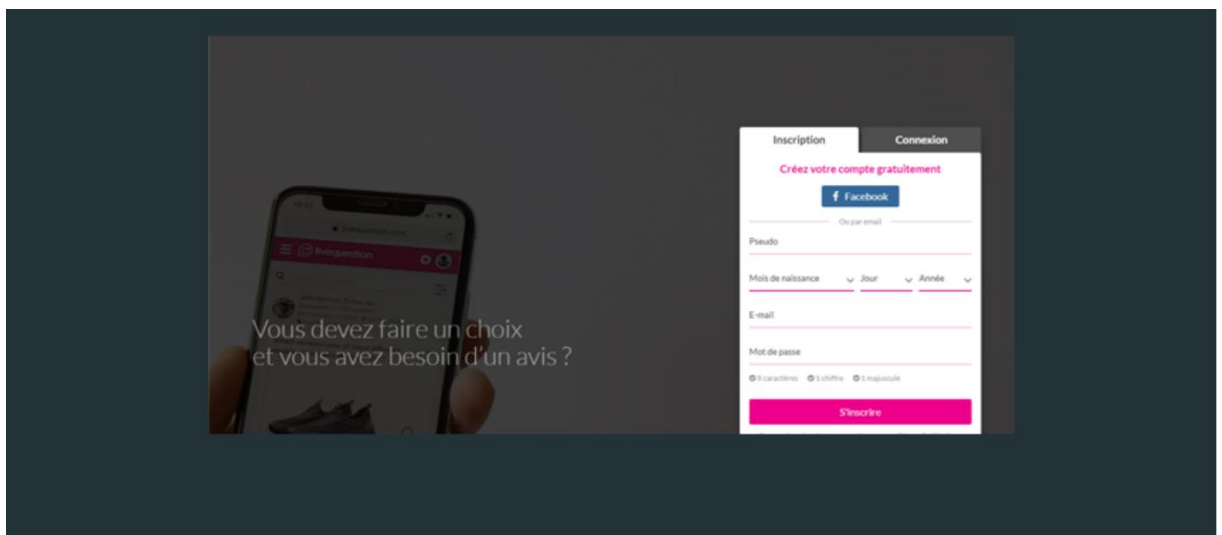 Inscription
Connexion
Créez votre compte gratuitement
Facebook
Ou par email
Pseudo
Mois de naissance
Jour
Année
E-mail
Mot de passe
8 caractères
1 chiffre
1 majuscule
S'inscrire
liverquestion
Vous devez faire un choix
et vous avez besoin d'un avis ?